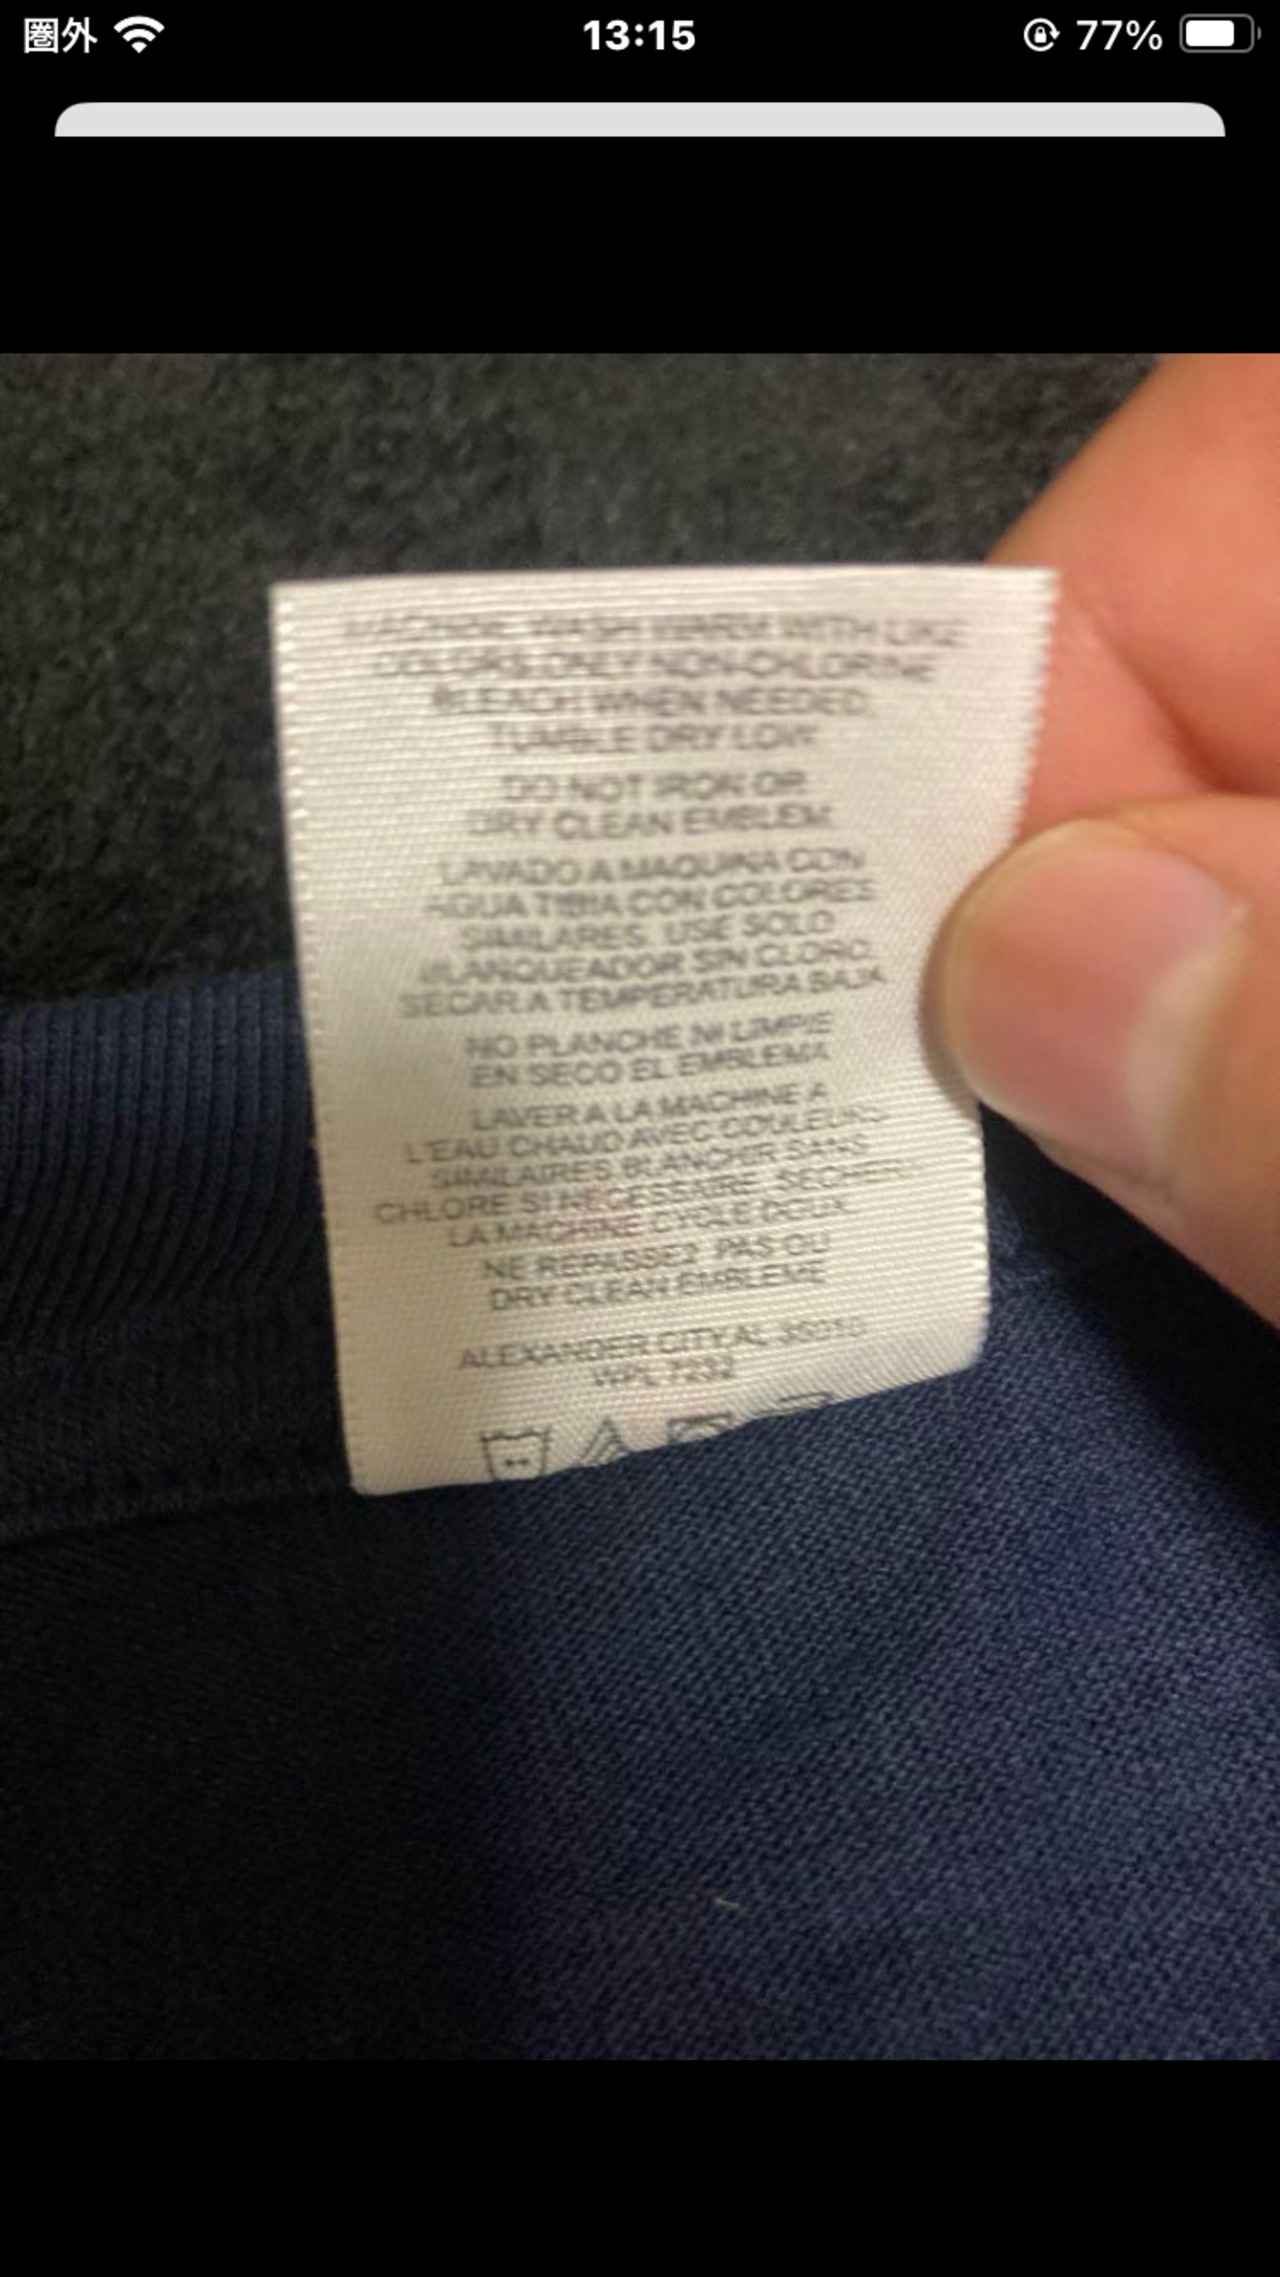 圏外
13:15
77%
MACHINE WASH WARM WITH LIKE
COLORS ONLY NON-CHLORINE
BLEACH WHEN NEEDED.
TUMBLE DRY LOW
DO NOT IRON OR
DRY CLEAN EMBLEM.
LAVADO A MAQUINA CON
AGUA TIBIA CON COLORES
SIMILARES. USE SOLO
BLANQUEADOR SIN CLORO.
SECAR A TEMPERATURA BAJA
NO PLANCHE NI LIMPIE
EN SECO EL EMBLEMA
LAVER A LA MACHINE A
L'EAU CHAUD AVEC COULEURS
SIMILAIRES BLANCHIR SANS
CHLORE SI NECESSAIRE. SECHER
LA MACHINE CYCLE DOUX.
NE REPASSEZ PAS OU
DRY CLEAN EMBLEME
ALEXANDER CITY, AL 35010
WPL 7232